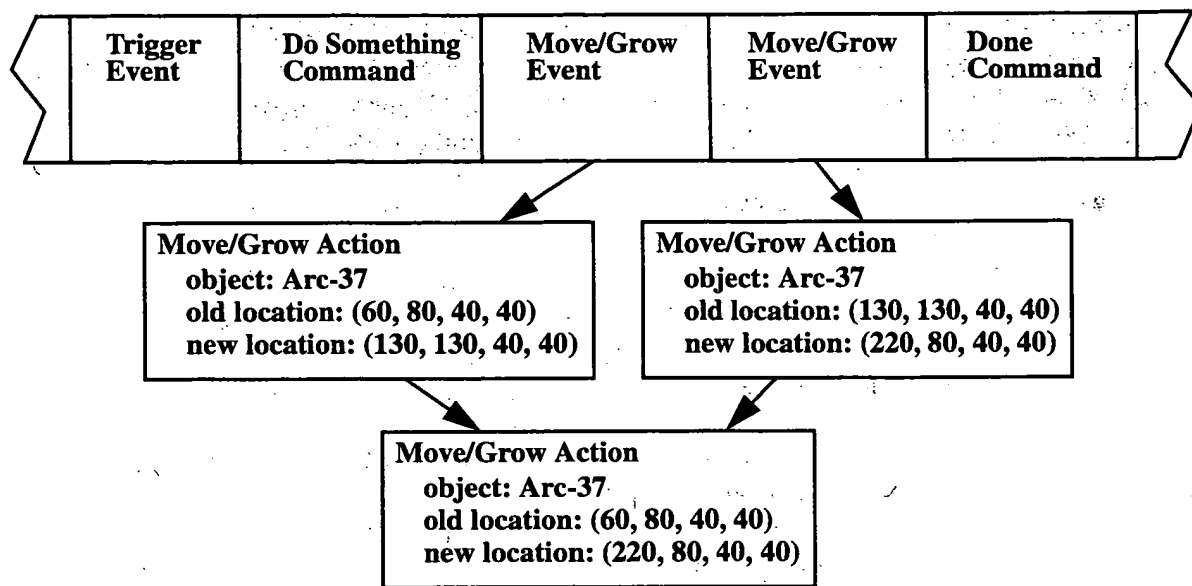 Trigger
Event
Do Something
Command
Move/Grow
Event
Move/Grow
Event
Done
Command
Move/Grow Action
object: Arc-37
old location: (60, 80, 40, 40)
new location: (130, 130, 40, 40)
Move/Grow Action
object: Arc-37
old location: (130, 130, 40, 40)
new location: (220, 80, 40, 40)
Move/Grow Action
object: Arc-37
old location: (60, 80, 40, 40)
new location: (220, 80, 40, 40)